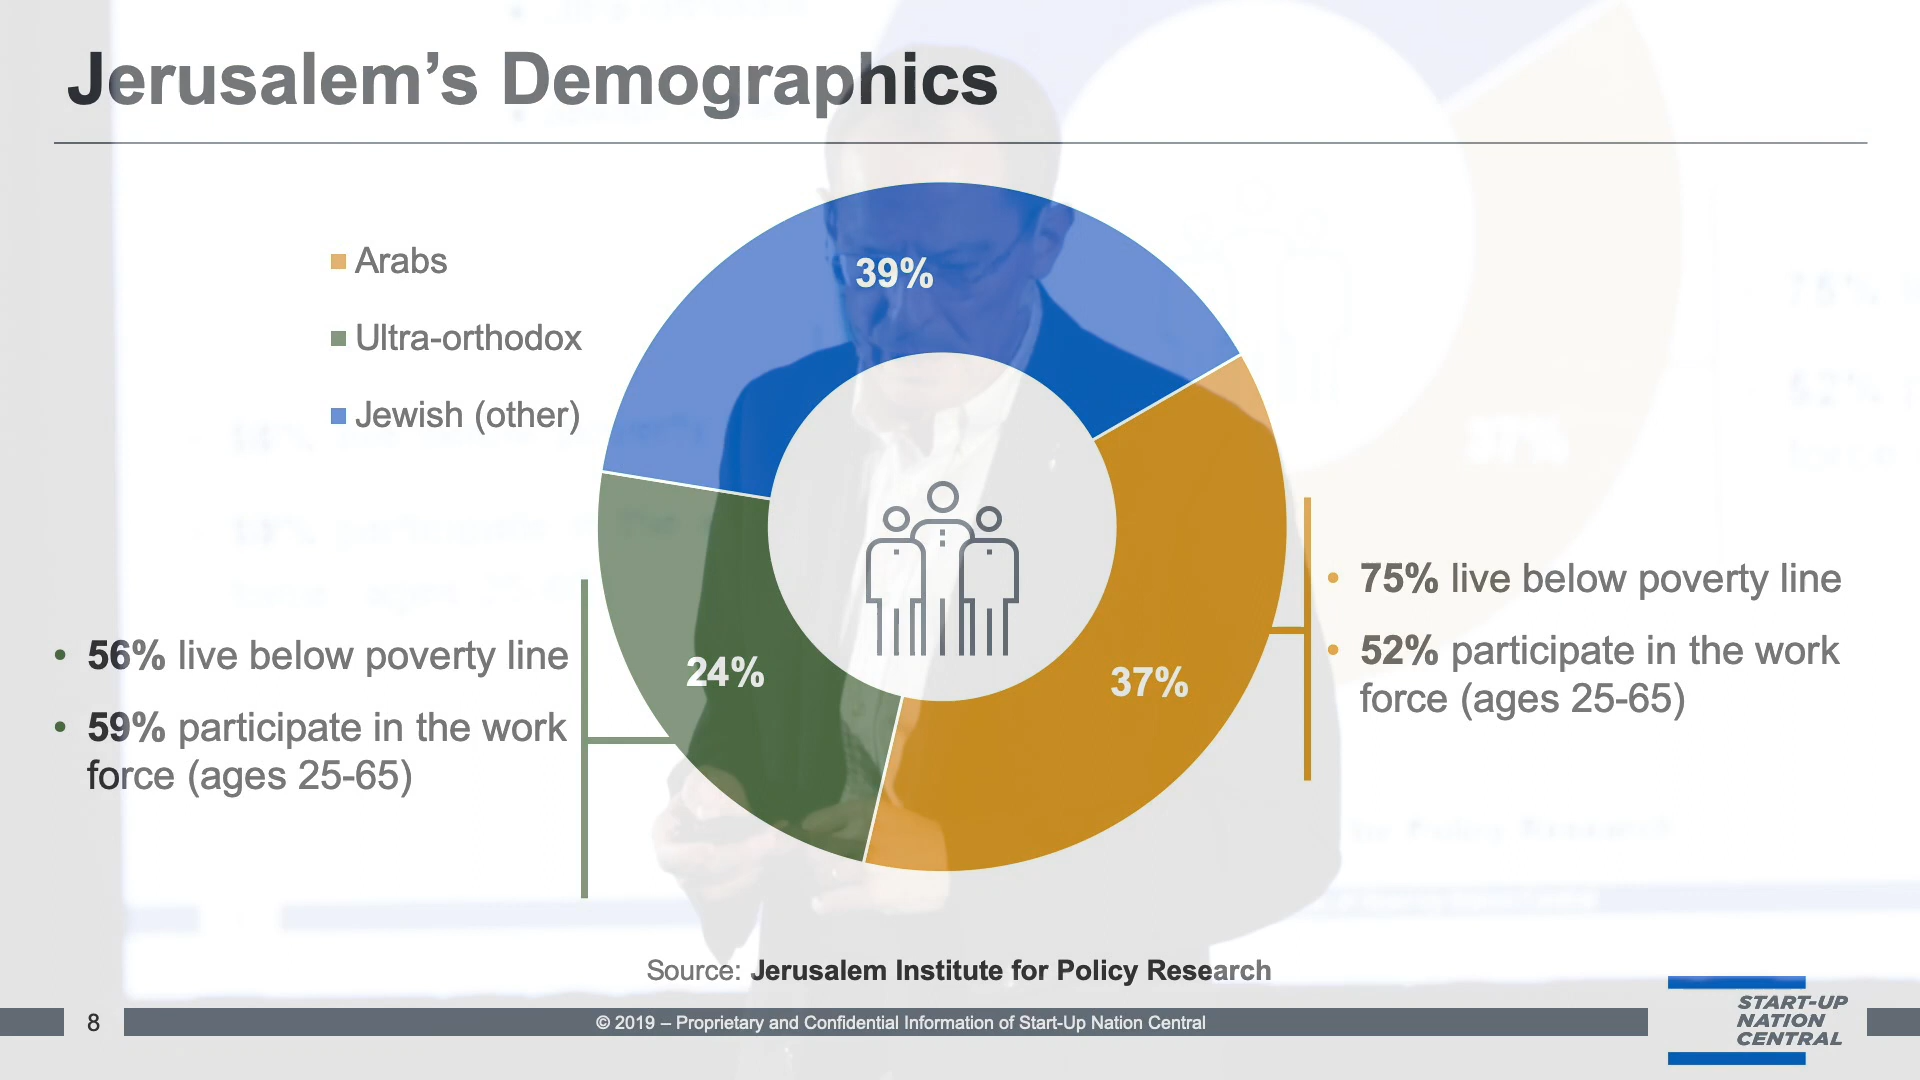 Jerusalem’s Demographics
Arabs
Ultra-orthodox
Jewish (other)
39%
24%
37%
• 56% live below poverty line
• 59% participate in the work
force (ages 25-65)
• 75% live below poverty line
• 52% participate in the work
force (ages 25-65)
Source: Jerusalem Institute for Policy Research
8
© 2019 – Proprietary and Confidential Information of Start-Up Nation Central
START-UP
NATION
CENTRAL